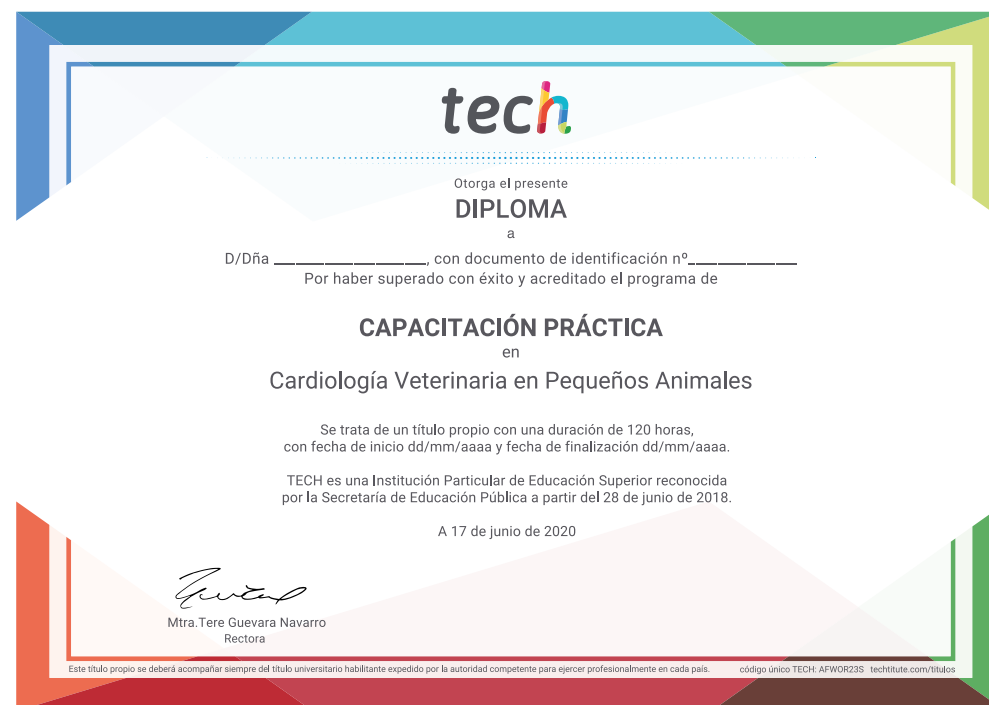 tech
Otorga el presente
DIPLOMA
a
D/Dña ____________________, con documento de identificación nº______________
Por haber superado con éxito y acreditado el programa de
CAPACITACIÓN PRÁCTICA
en
Cardiología Veterinaria en Pequeños Animales
Se trata de un título propio con una duración de 120 horas,
con fecha de inicio dd/mm/aaaa y fecha de finalización dd/mm/aaaa.
TECH es una Institución Particular de Educación Superior reconocida
por la Secretaría de Educación Pública a partir del 28 de junio de 2018.
A 17 de junio de 2020
Mtra.Tere Guevara Navarro
Rectora
Este título propio se deberá acompañar siempre del título universitario habilitante expedido por la autoridad competente para ejercer profesionalmente en cada país. código único TECH: AFWOR23S techtitute.com/titulos